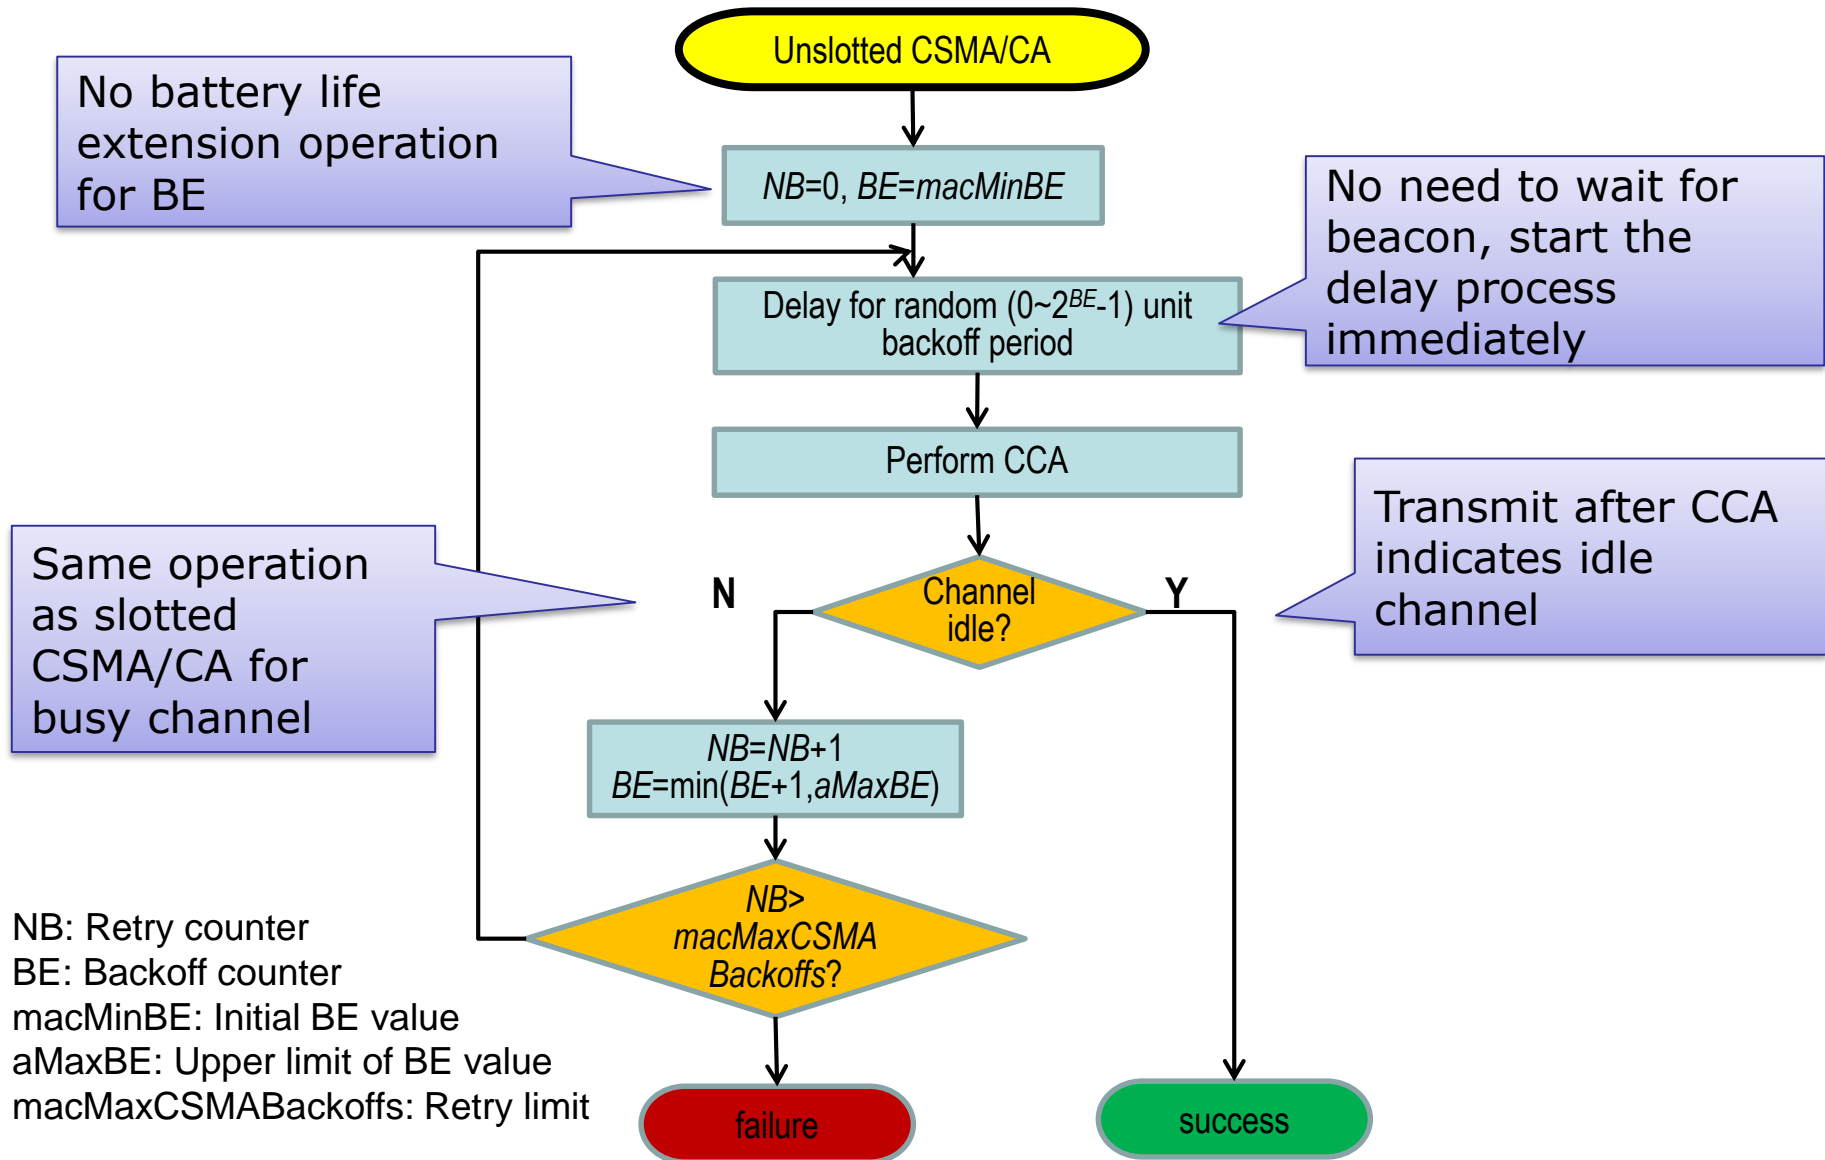 Unslotted CSMA/CA
No battery life
extension operation
for BE
NB=0, BE=macMinBE
No need to wait for
beacon, start the
delay process
immediately
Delay for random (0~2^BE-1) unit
backoff period
Perform CCA
Transmit after CCA
indicates idle
channel
Same operation
as slotted
CSMA/CA for
busy channel
N
Channel
idle?
Y
NB=NB+1
BE=min(BE+1,aMaxBE)
NB>
macMaxCSMA
Backoffs?
NB: Retry counter
BE: Backoff counter
macMinBE: Initial BE value
aMaxBE: Upper limit of BE value
macMaxCSMABackoffs: Retry limit
failure
success